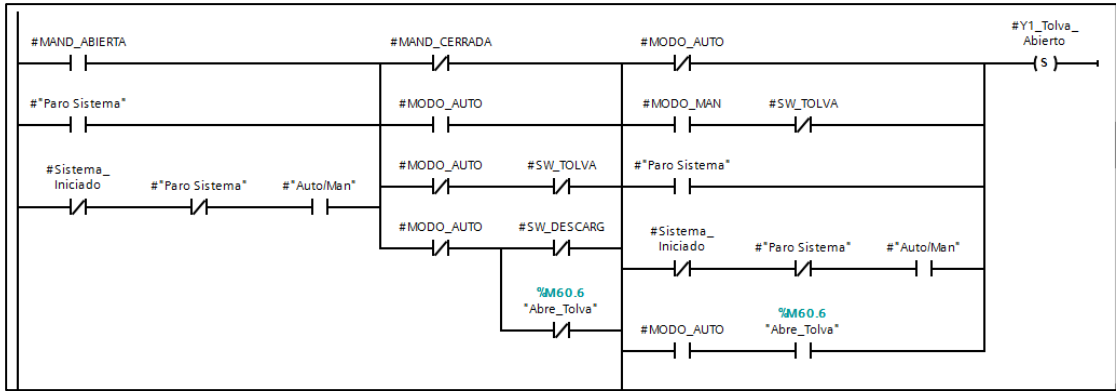 #Y1_Tolva_
Abierto
#MAND_ABIERTA
#MAND_CERRADA
#MODO_AUTO
S
#"Paro Sistema"
#MODO_AUTO
#MODO_MAN
#SW_TOLVA
#Sistema_
Iniciado
#"Paro Sistema"
#"Auto/Man"
#MODO_AUTO
#SW_TOLVA
#"Paro Sistema"
#MODO_AUTO
#SW_DESCARG
#Sistema_
Iniciado
#"Paro Sistema"
#"Auto/Man"
%M60.6
"Abre_Tolva"
#MODO_AUTO
%M60.6
"Abre_Tolva"